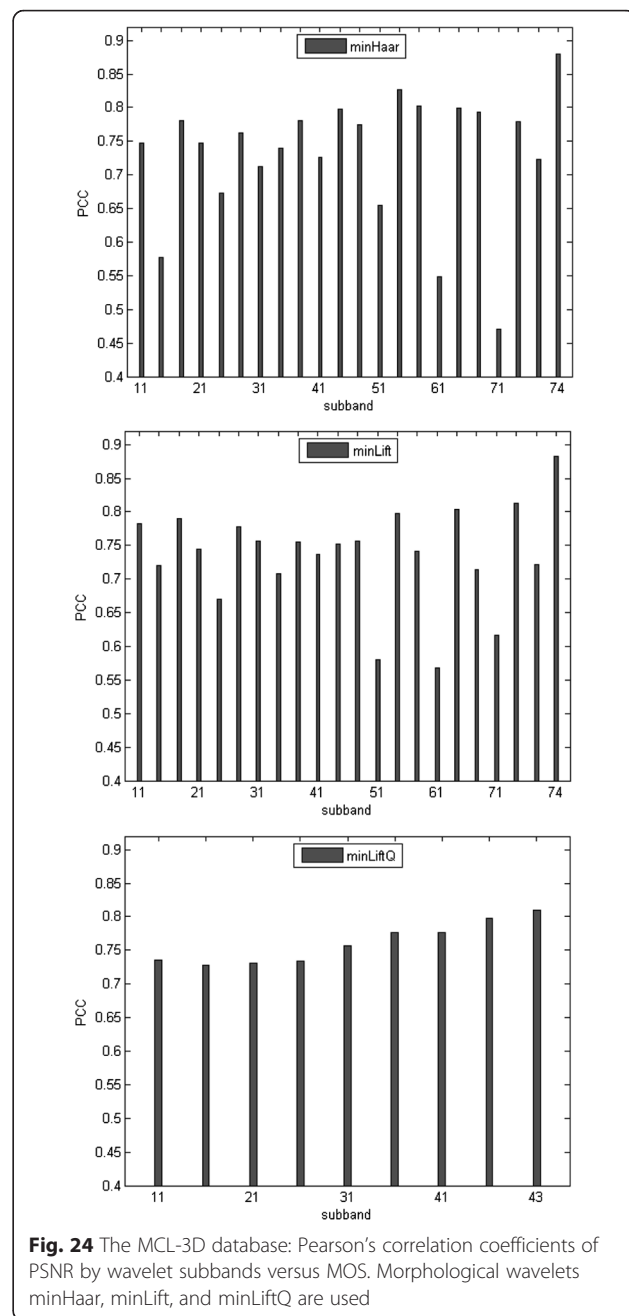 0.9
0.85
0.8
0.75
0.7
0.65
0.6
0.55
0.5
0.45
0.4
PCC
minHaar
11 21 31 41 51 61 71 74
subband
0.9
0.85
0.8
0.75
0.7
0.65
0.6
0.55
0.5
0.45
0.4
PCC
minLift
11 21 31 41 51 61 71 74
subband
0.9
0.85
0.8
0.75
0.7
0.65
0.6
0.55
0.5
0.45
0.4
PCC
minLiftQ
11 21 31 41 43
subband
Fig. 24 The MCL-3D database: Pearson's correlation coefficients of
PSNR by wavelet subbands versus MOS. Morphological wavelets
minHaar, minLift, and minLiftQ are used